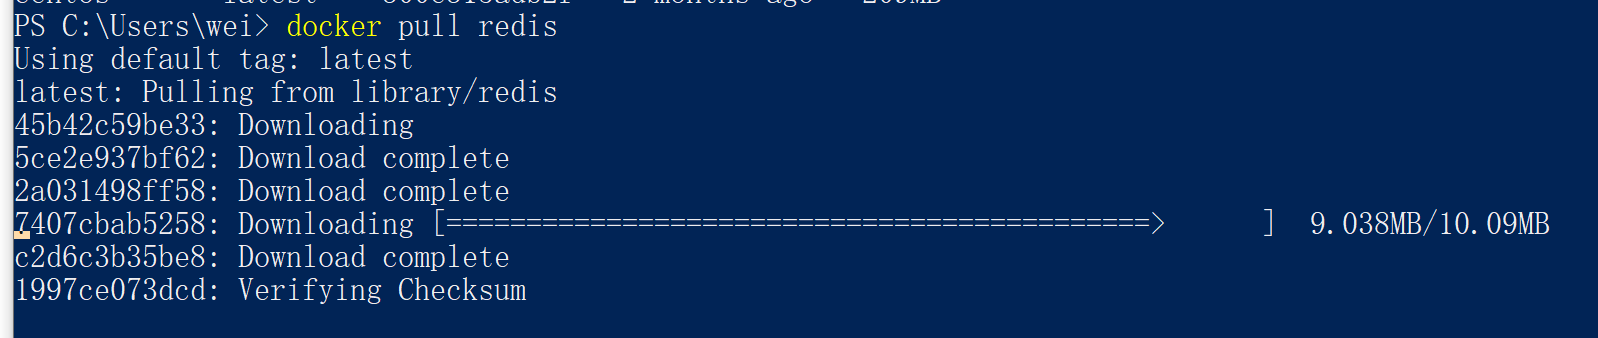 PS C:\Users\wei> docker pull redis
Using default tag: latest
latest: Pulling from library/redis
45b42c59be33: Downloading
5ce2e937bf62: Download complete
2a031498ff58: Download complete
7407cbab5258: Downloading [============================================>      ]  9.038MB/10.09MB
c2d6c3b35be8: Download complete
1997ce073dcd: Verifying Checksum